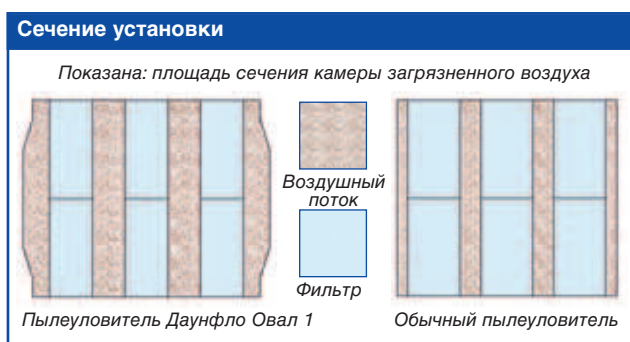 Сечение установки
Показана: площадь сечения камеры загрязненного воздуха
Воздушный
поток
Фильтр
Пылеуловитель Даунфло Овал 1
Обычный пылеуловитель